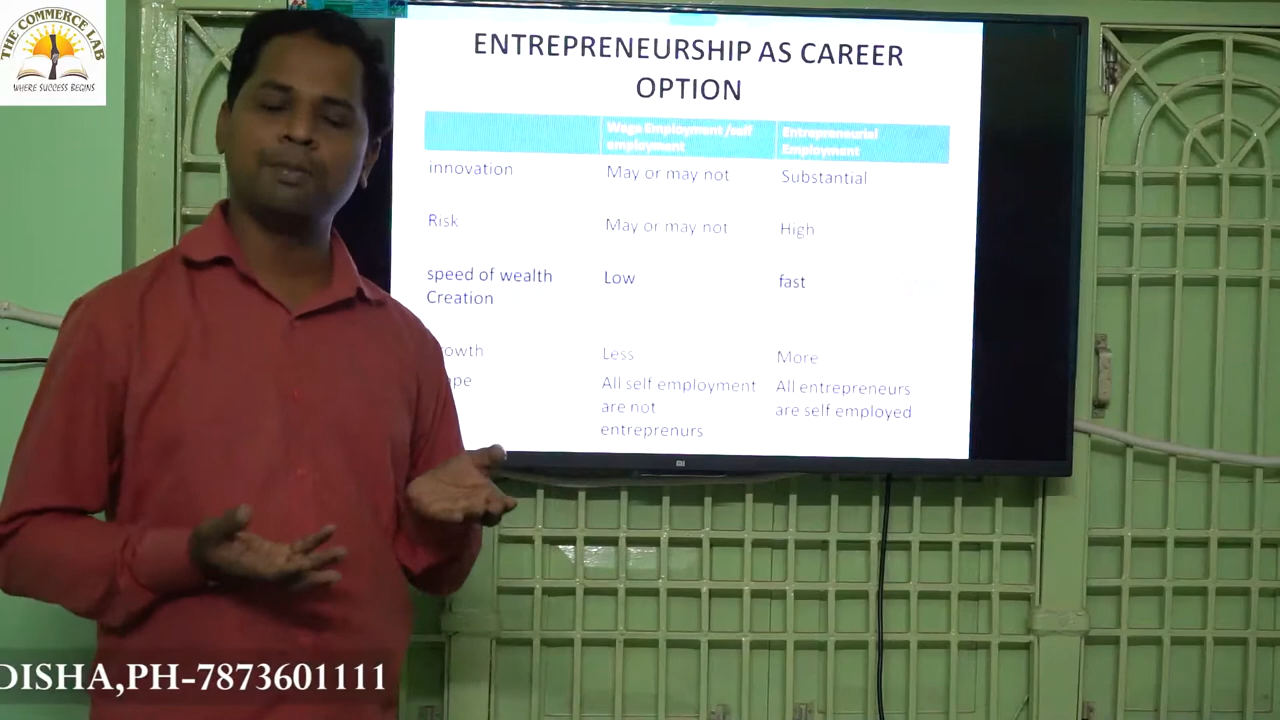 THE COMMERCE LAB
WHERE SUCCESS BEGINS
ENTREPRENEURSHIP AS CAREER
OPTION
Wage Employment /self
employment
Entrepreneurial
Employment
innovation
May or may not
Substantial
Risk
May or may not
High
speed of wealth
Creation
Low
fast
rowth
Less
More
ope
All self employment
are not
entreprenurs
All entrepreneurs
are self employed
mi
DISHA,PH-7873601111